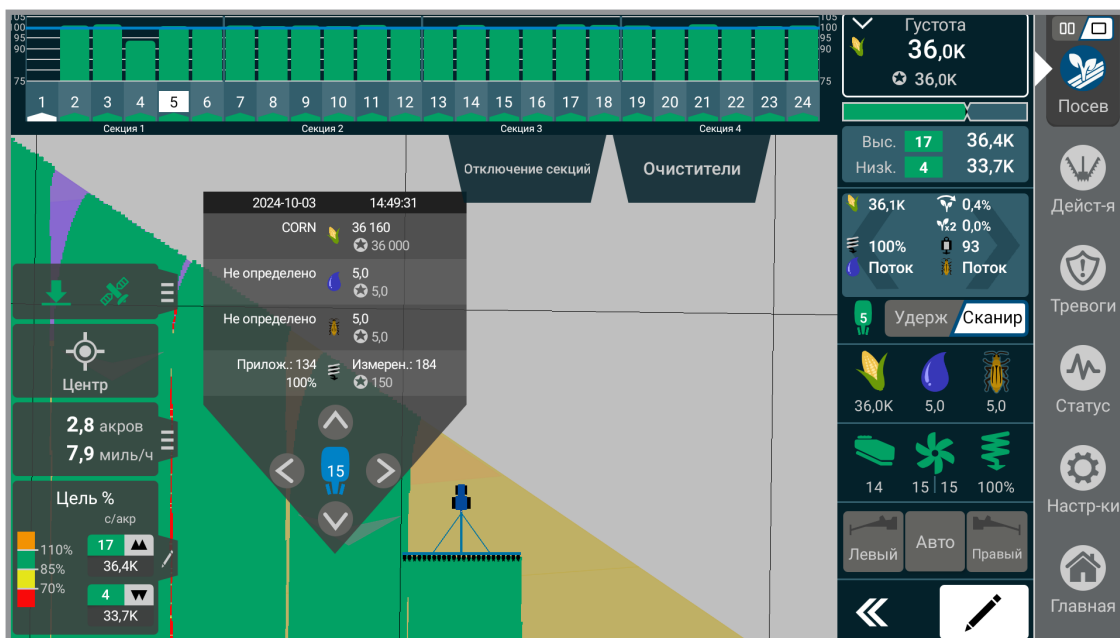 105
100
95
90
75
105
100
95
90
75
1 2 3 4 5 6 7 8 9 10 11 12 13 14 15 16 17 18 19 20 21 22 23 24
Секция 1 Секция 2 Секция 3 Секция 4
Отключение секций
Очистители
2024-10-03 14:49:31
CORN 36 160
36 000
Не определено 5,0
5,0
Не определено 5,0
5,0
Прилож.: 134 Измерен.: 184
100% 150
15
Центр
2,8 акров
7,9 миль/ч
Цель %
с/акр
110%
85%
70%
17
36,4K
4
33,7K
Густота
36,0K
36,0K
Выс. 17 36,4K
Низк. 4 33,7K
36,1K 0,4%
x2 0,0%
100% 93
Поток Поток
5 Удерж Сканир
36,0K 5,0 5,0
14 15 15 100%
Левый Авто Правый
Посев
Дейст-я
Тревоги
Статус
Настр-ки
Главная